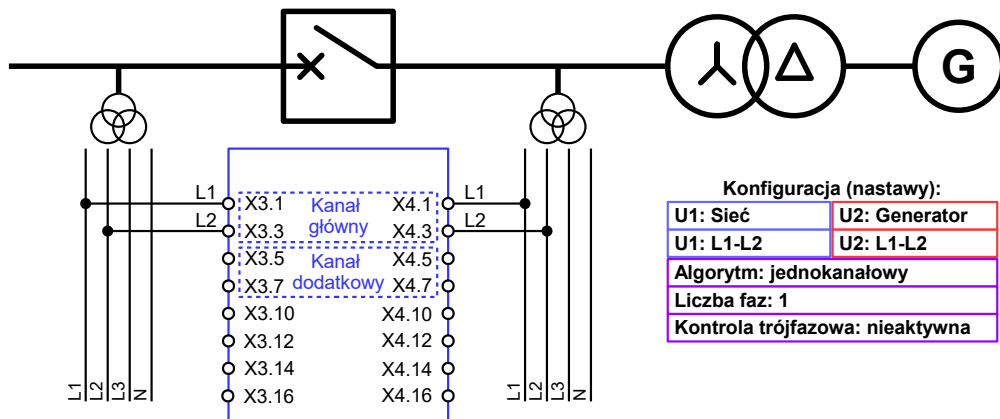 G
L1
L1
X3.1
Kanał
X4.1
L2
główny
L2
X3.3
X4.3
X3.5
Kanał
X4.5
X3.7
dodatkowy
X4.7
X3.10
X4.10
X3.12
X4.12
X3.14
X4.14
X3.16
X4.16
L1
L2
L3
N
L1
L2
L3
N
Konfiguracja (nastawy):
U1: Sieć
U2: Generator
U1: L1-L2
U2: L1-L2
Algorytm: jednokanałowy
Liczba faz: 1
Kontrola trójfazowa: nieaktywna